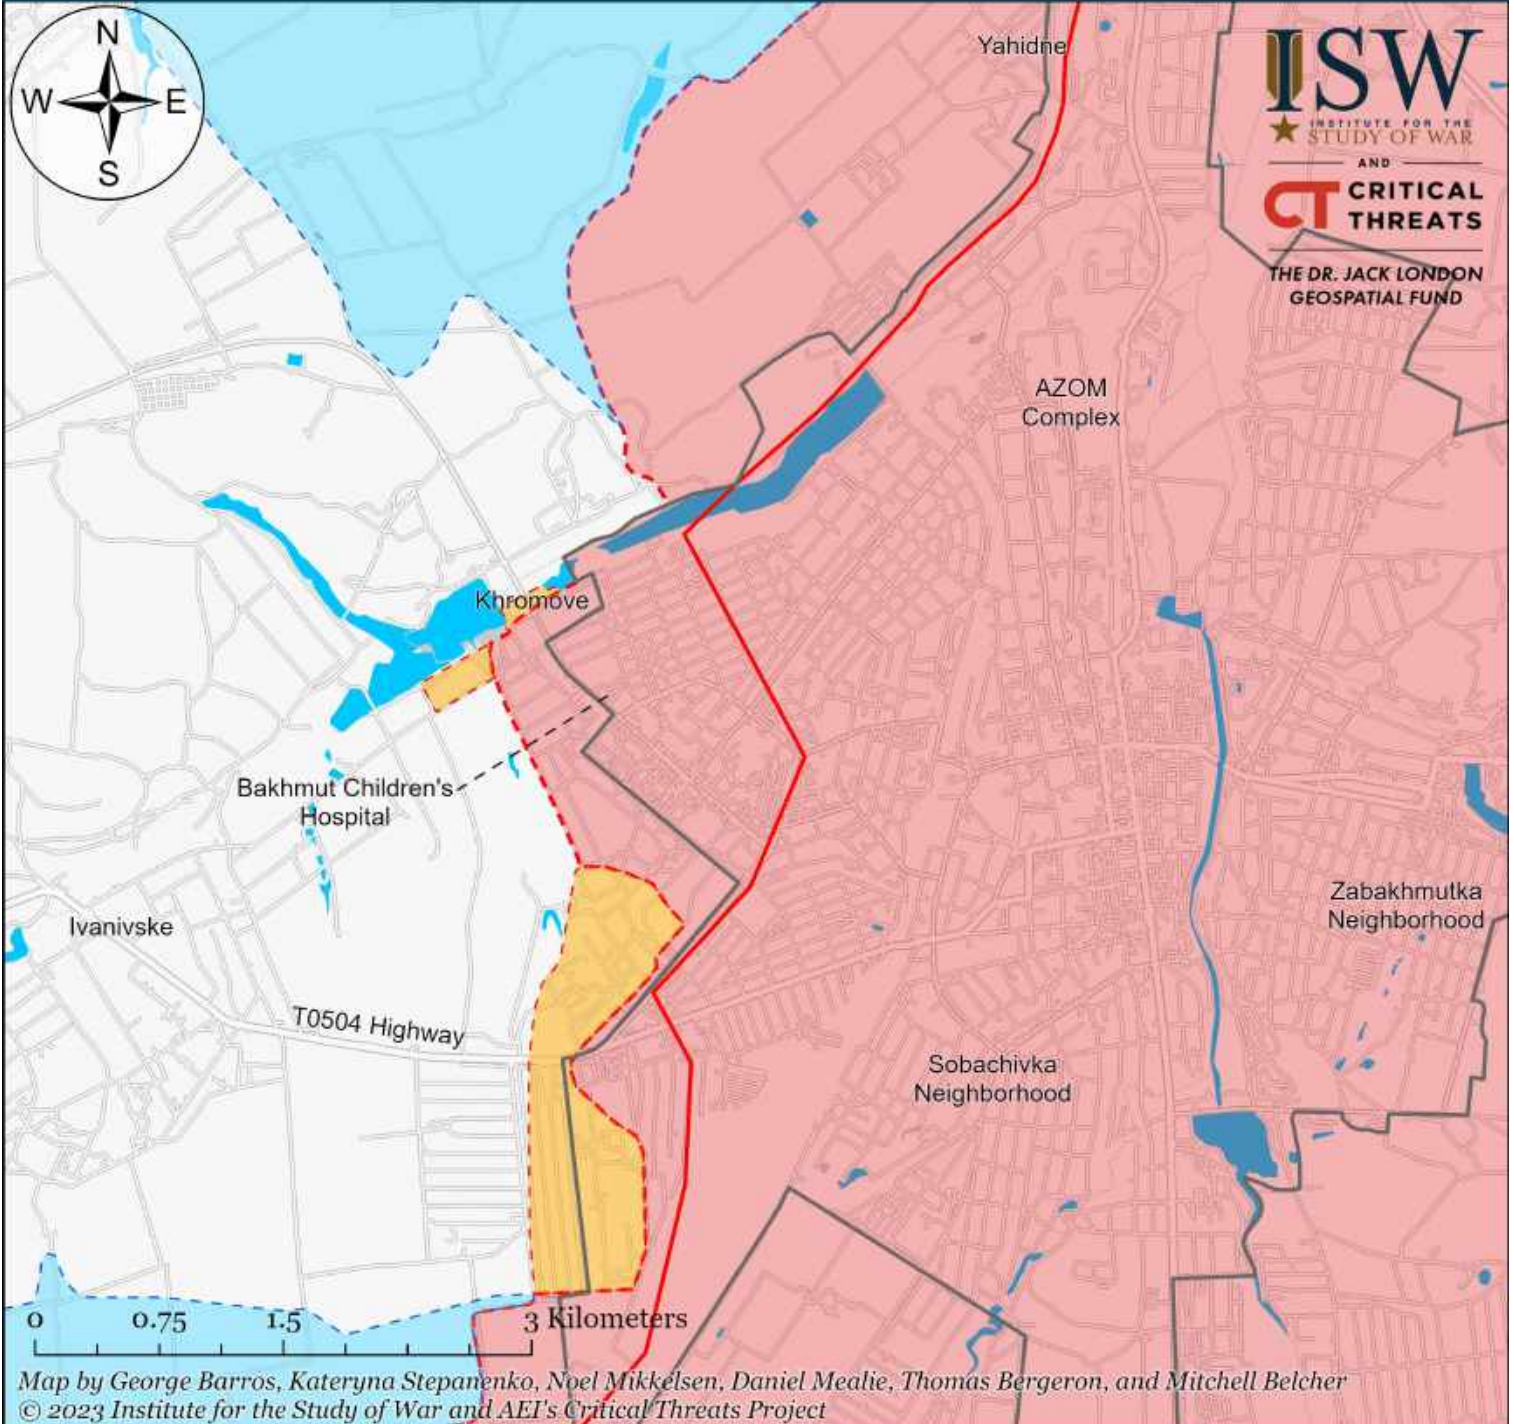 N
W E
S
Yahidne
ISW
INSTITUTE FOR THE
STUDY OF WAR
AND
CT CRITICAL
THREATS
THE DR. JACK LONDON
GEOSPATIAL FUND
AZOM
Complex
Khromove
Bakhmut Children's
Hospital
Ivanivske
Zabakhmutka
Neighborhood
T0504 Highway
Sobachivka
Neighborhood
0 0.75 1.5 3 Kilometers
Map by George Barros, Kateryna Stepanenko, Noel Mikkelsen, Daniel Mealie, Thomas Bergeron, and Mitchell Belcher
© 2023 Institute for the Study of War and AEI's Critical Threats Project